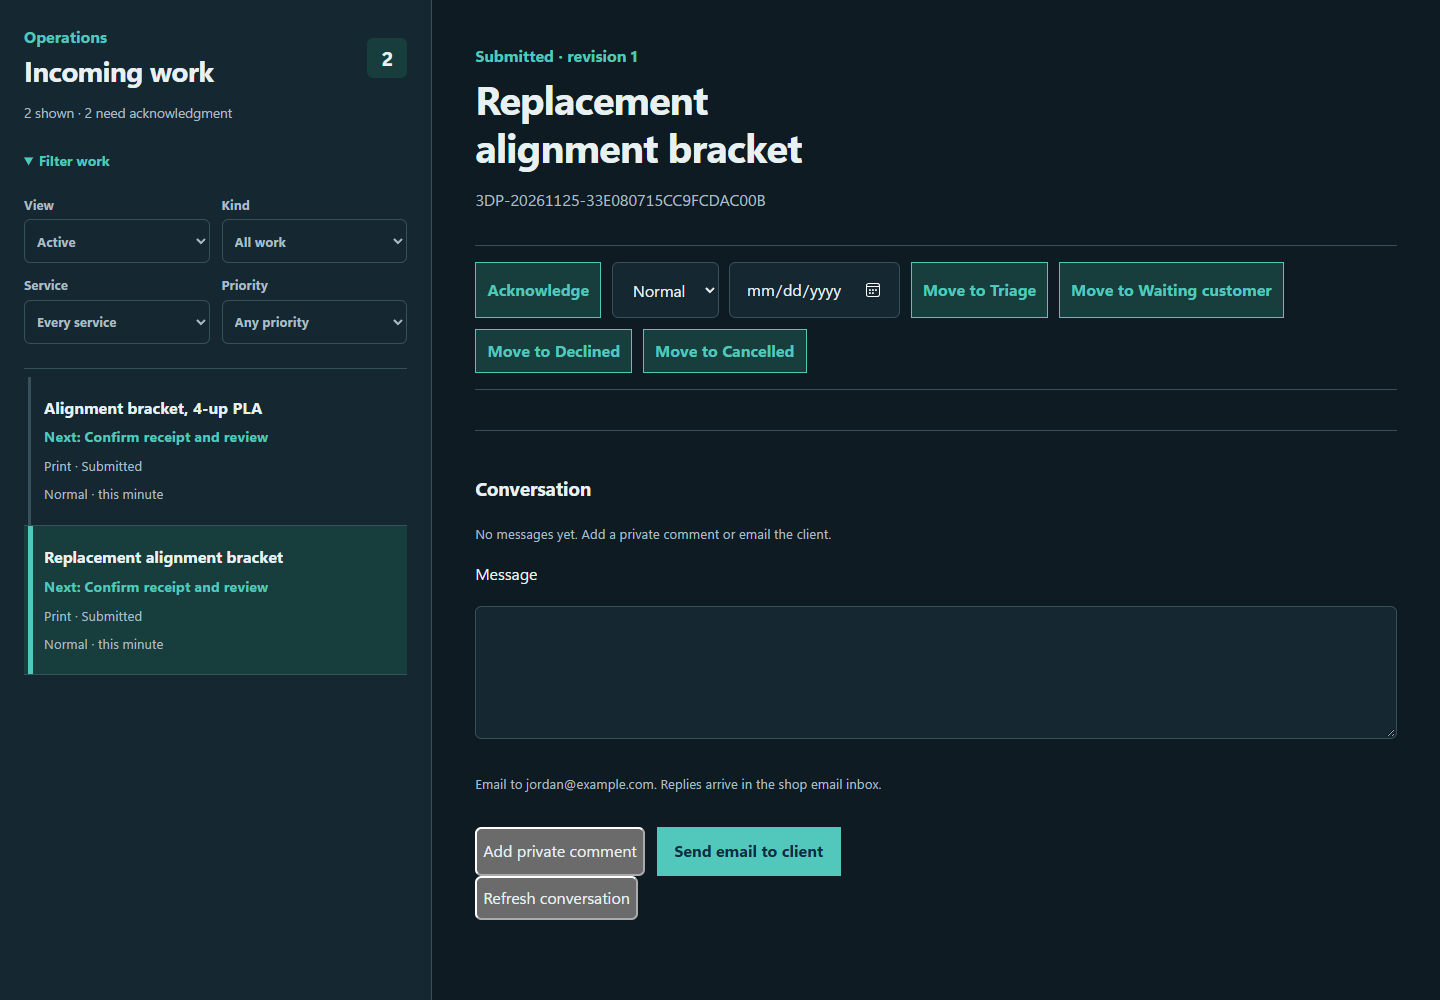 Operations
Incoming work
2
2 shown · 2 need acknowledgment
▼ Filter work
View
Kind
Active
All work
Service
Priority
Every service
Any priority
Alignment bracket, 4-up PLA
Next: Confirm receipt and review
Print · Submitted
Normal · this minute
Replacement alignment bracket
Next: Confirm receipt and review
Print · Submitted
Normal · this minute
Submitted · revision 1
Replacement
alignment bracket
3DP-20261125-33E080715CC9FCDAC00B
Acknowledge
Normal
mm/dd/yyyy
Move to Triage
Move to Waiting customer
Move to Declined
Move to Cancelled
Conversation
No messages yet. Add a private comment or email the client.
Message
Email to jordan@example.com. Replies arrive in the shop email inbox.
Add private comment
Send email to client
Refresh conversation